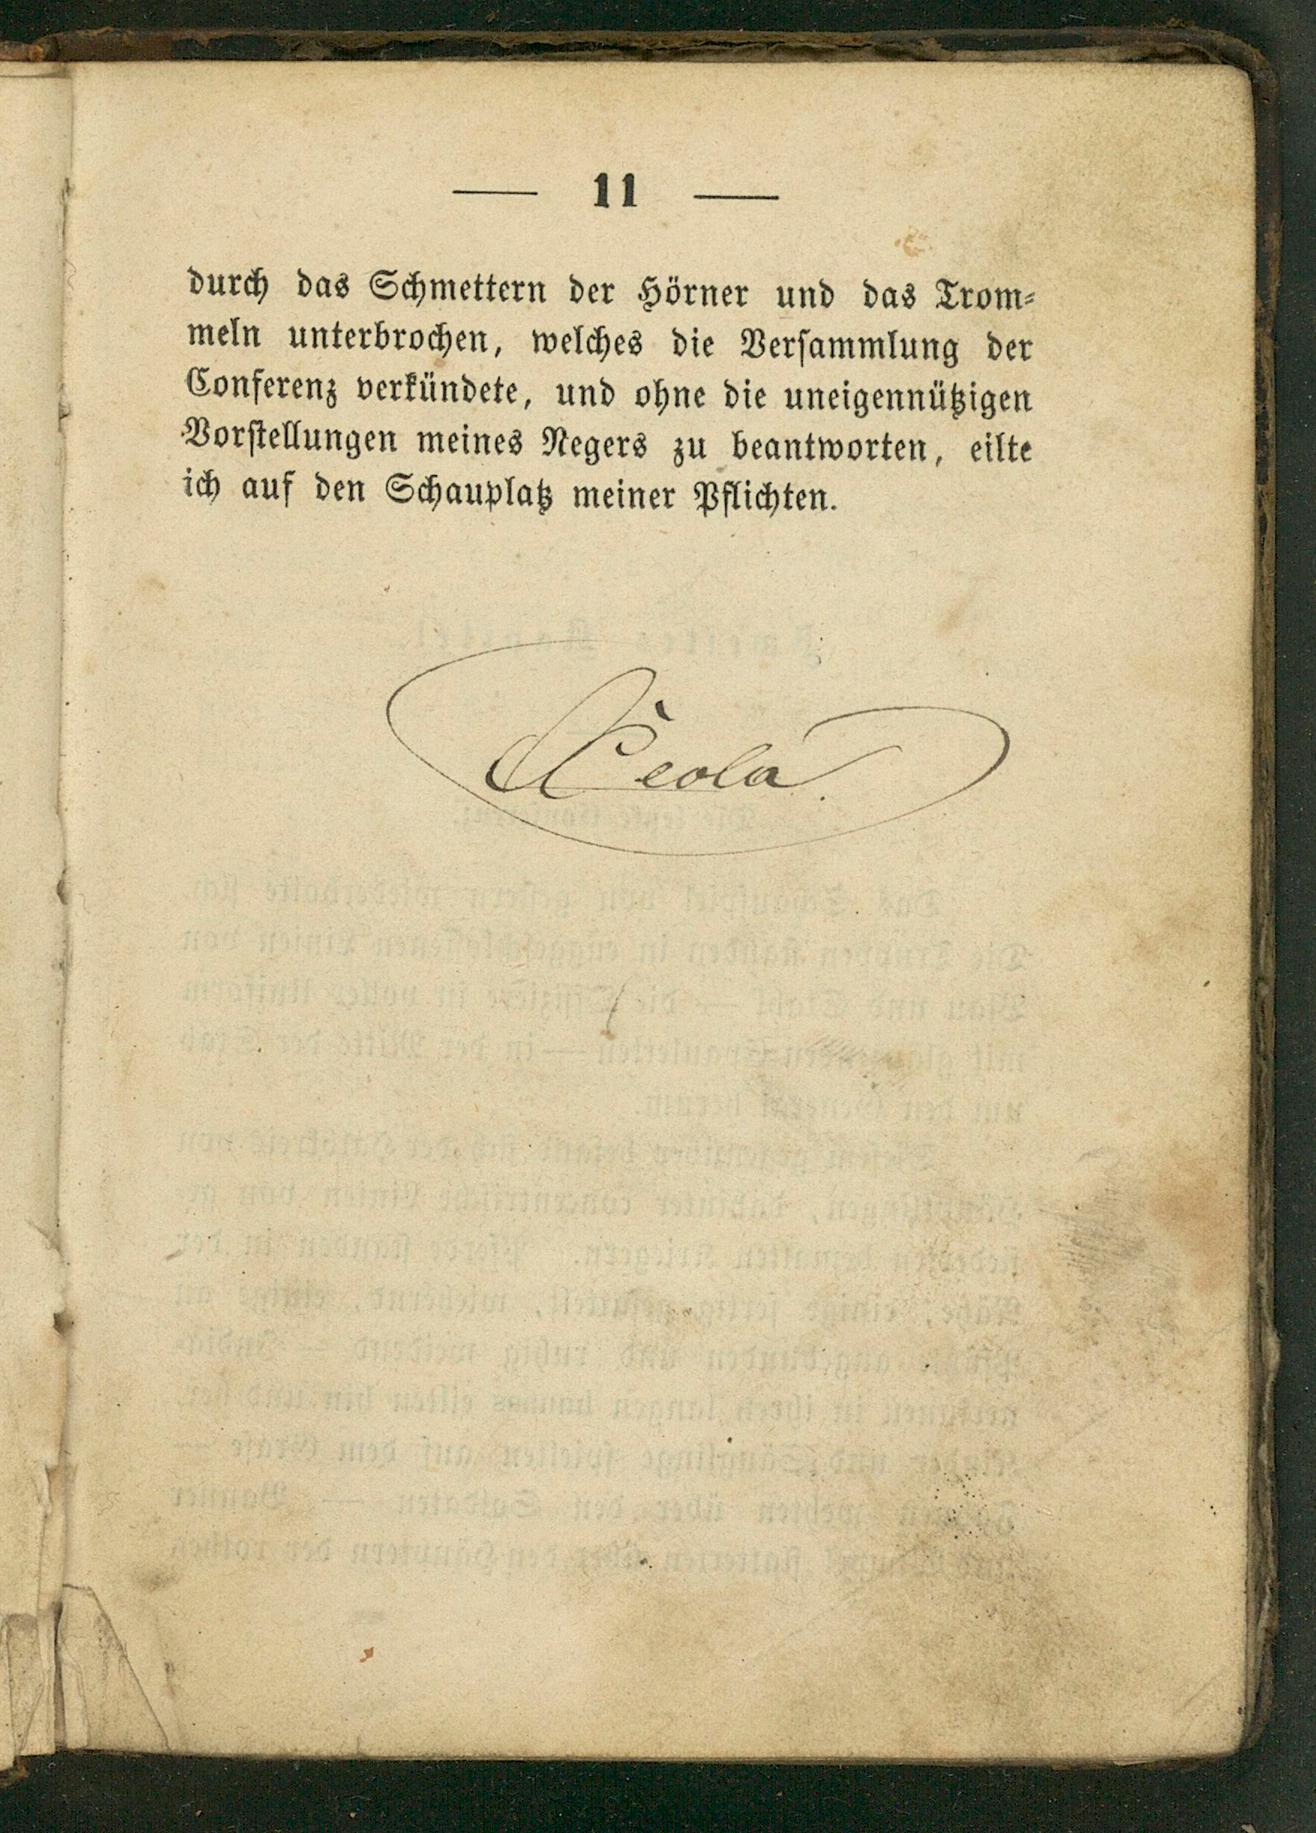 — 11 —
durch das Schmettern der Hörner und das Trom-
meln unterbrochen, welches die Versammlung der
Conferenz verkündete, und ohne die uneigennützigen
Vorstellungen meines Negers zu beantworten, eilte
ich auf den Schauplatz meiner Pflichten.